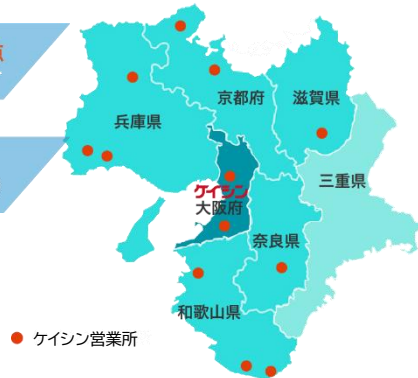 点
京都府
滋賀県
兵庫県
三重県
ケイシン
大阪府
奈良県
和歌山県
ケイシン営業所